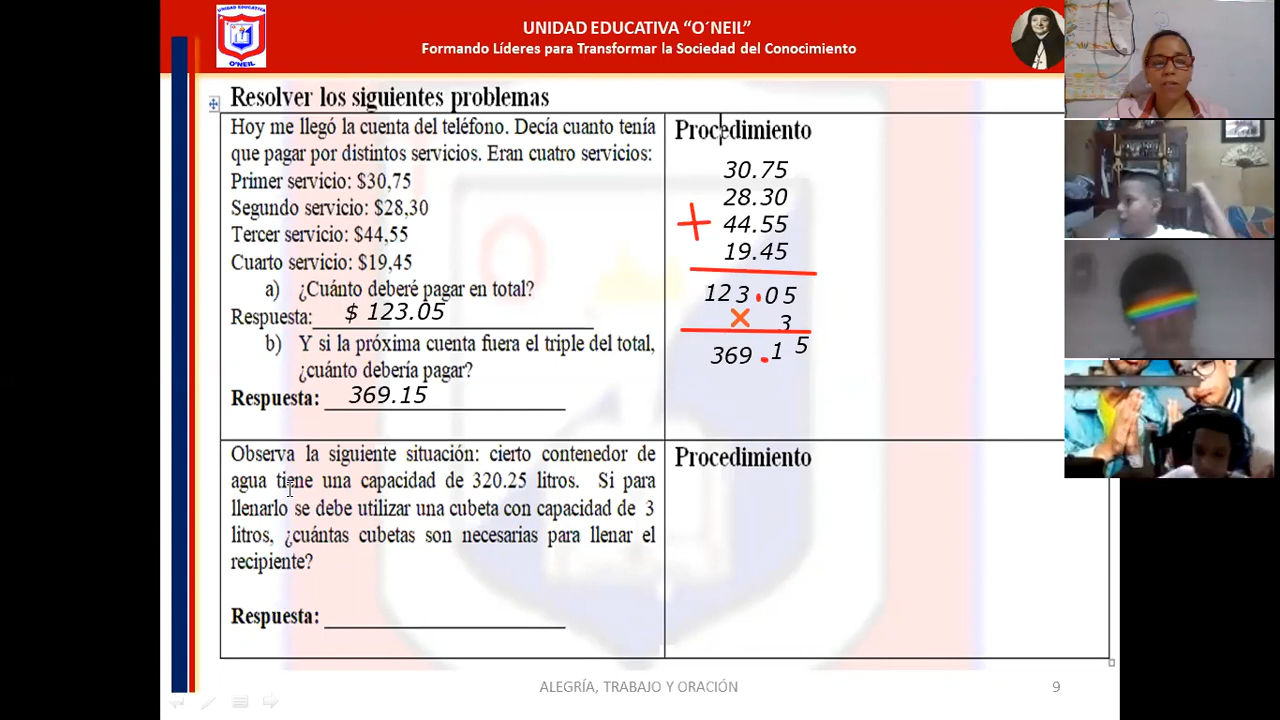 UNIDAD EDUCATIVA
O´NEIL
UNIDAD EDUCATIVA “O´NEIL”
Formando Líderes para Transformar la Sociedad del Conocimiento
Resolver los siguientes problemas
Hoy me llegó la cuenta del teléfono. Decía cuanto tenía
que pagar por distintos servicios. Eran cuatro servicios:
Primer servicio: $30,75
Segundo servicio: $28,30
Tercer servicio: $44,55
Cuarto servicio: $19,45
a) ¿Cuánto deberé pagar en total?
Respuesta: $ 123.05
b) Y si la próxima cuenta fuera el triple del total,
¿cuánto debería pagar?
Respuesta: 369.15
Procedimiento
30.75
28.30
+ 44.55
19.45
123.05
× 3
369.15
Observa la siguiente situación: cierto contenedor de
agua tiene una capacidad de 320.25 litros. Si para
llenarlo se debe utilizar una cubeta con capacidad de 3
litros, ¿cuántas cubetas son necesarias para llenar el
recipiente?
Respuesta:
Procedimiento
ALEGRÍA, TRABAJO Y ORACIÓN
9